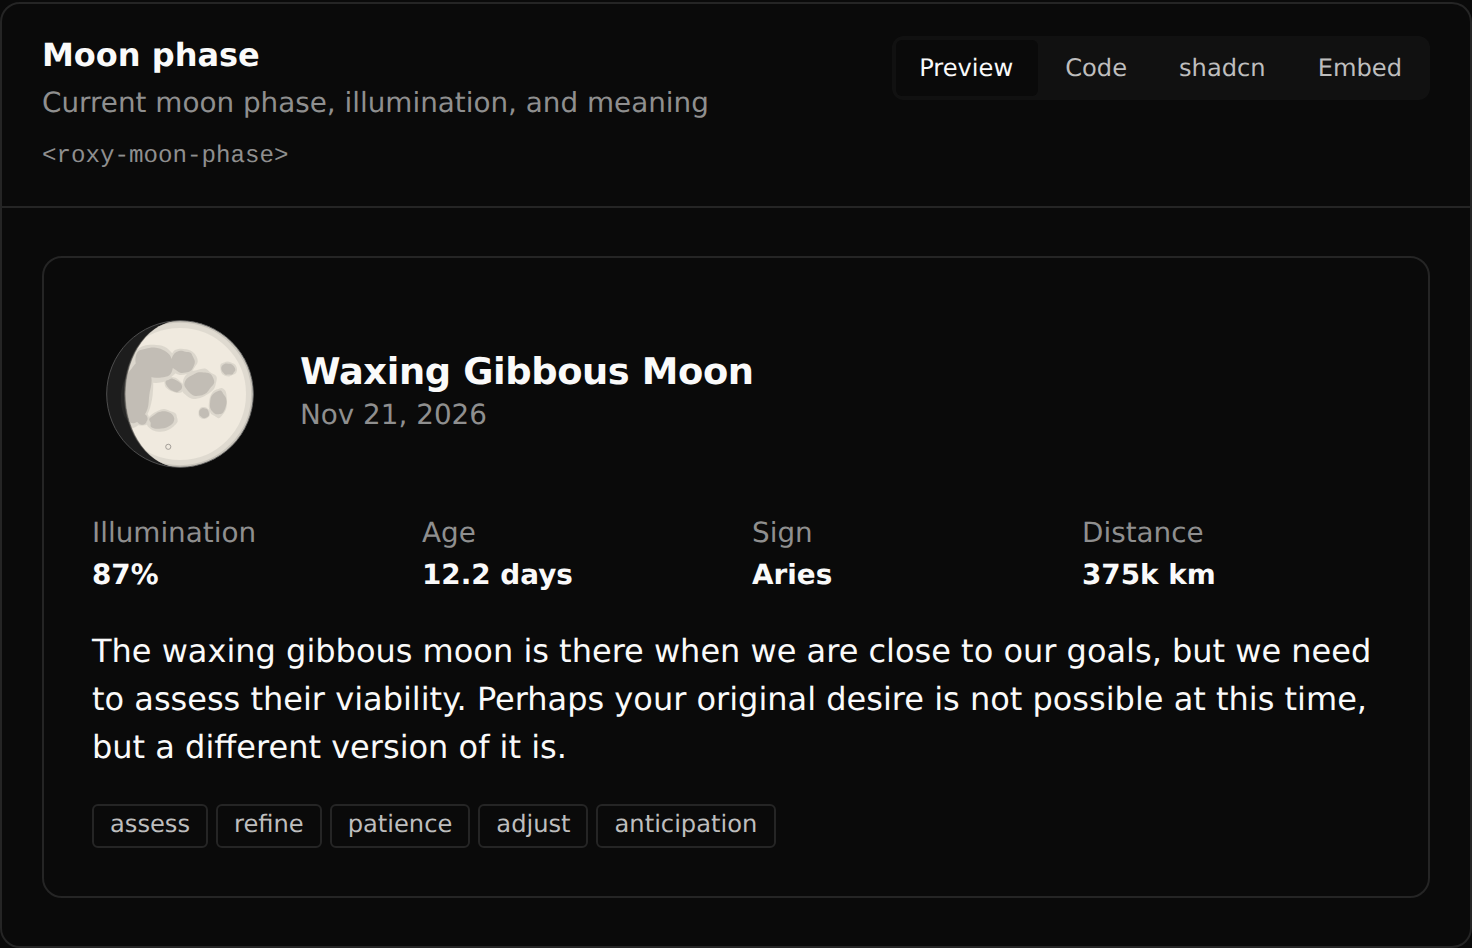 Moon phase
Current moon phase, illumination, and meaning
<roxy-moon-phase>
Preview Code shadcn Embed
Waxing Gibbous Moon
Nov 21, 2026
Illumination Age Sign Distance
87% 12.2 days Aries 375k km
The waxing gibbous moon is there when we are close to our goals, but we need
to assess their viability. Perhaps your original desire is not possible at this time,
but a different version of it is.
assess refine patience adjust anticipation